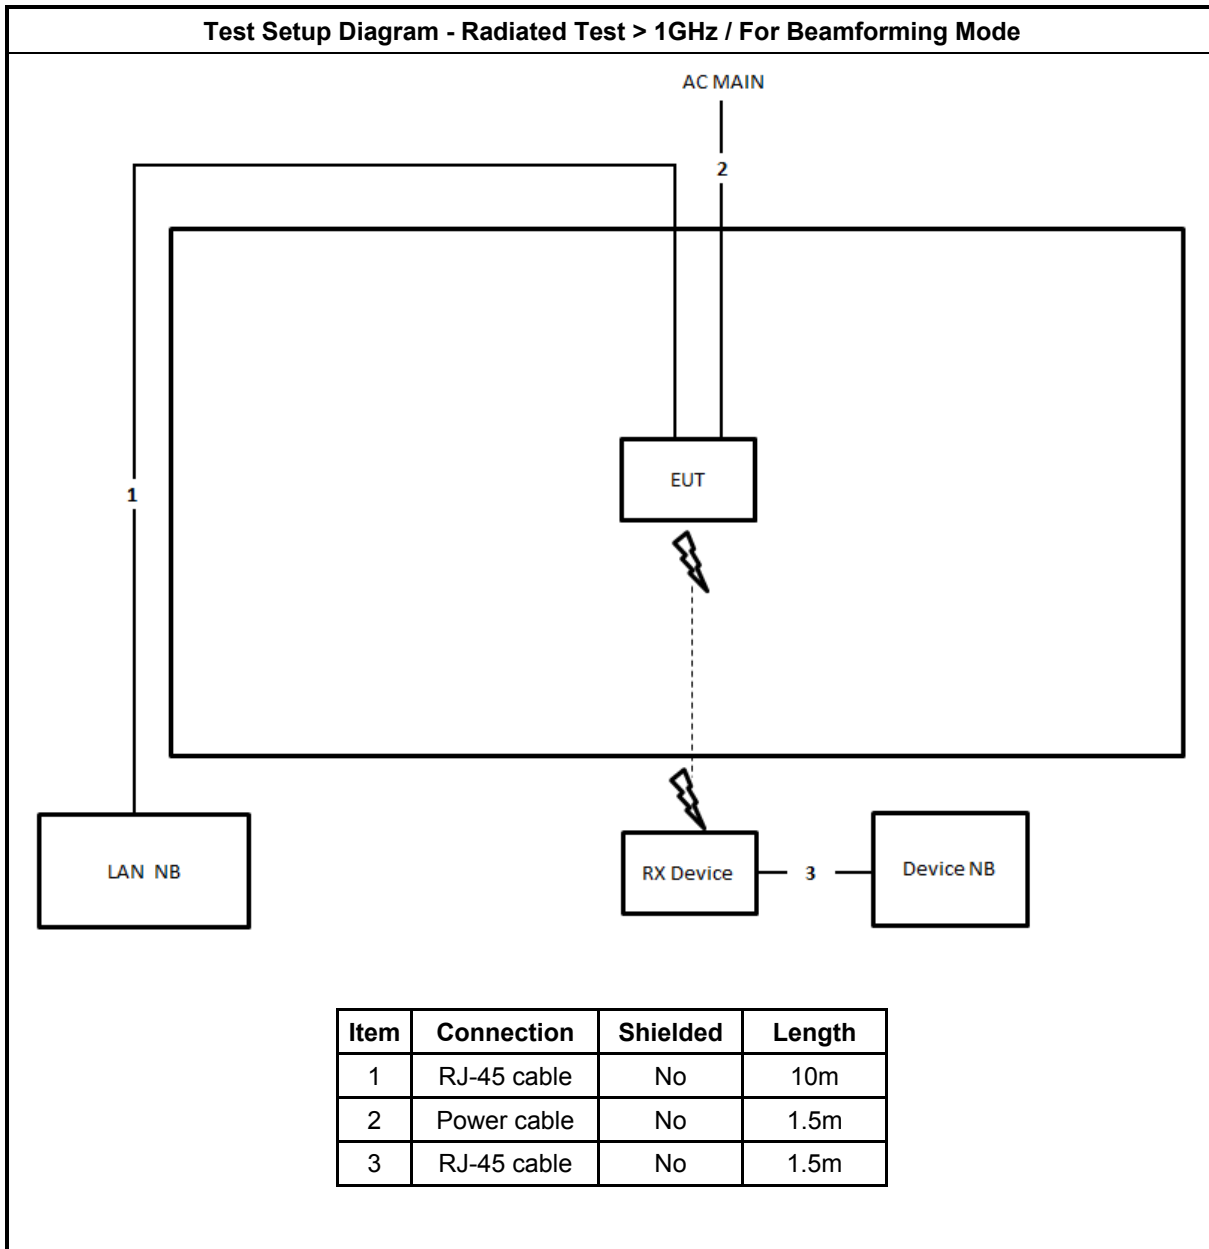 Test Setup Diagram - Radiated Test > 1GHz / For Beamforming Mode
AC MAIN
2
1
EUT
LAN NB
RX Device
3
Device NB
Item Connection Shielded Length
1 RJ-45 cable No 10m
2 Power cable No 1.5m
3 RJ-45 cable No 1.5m